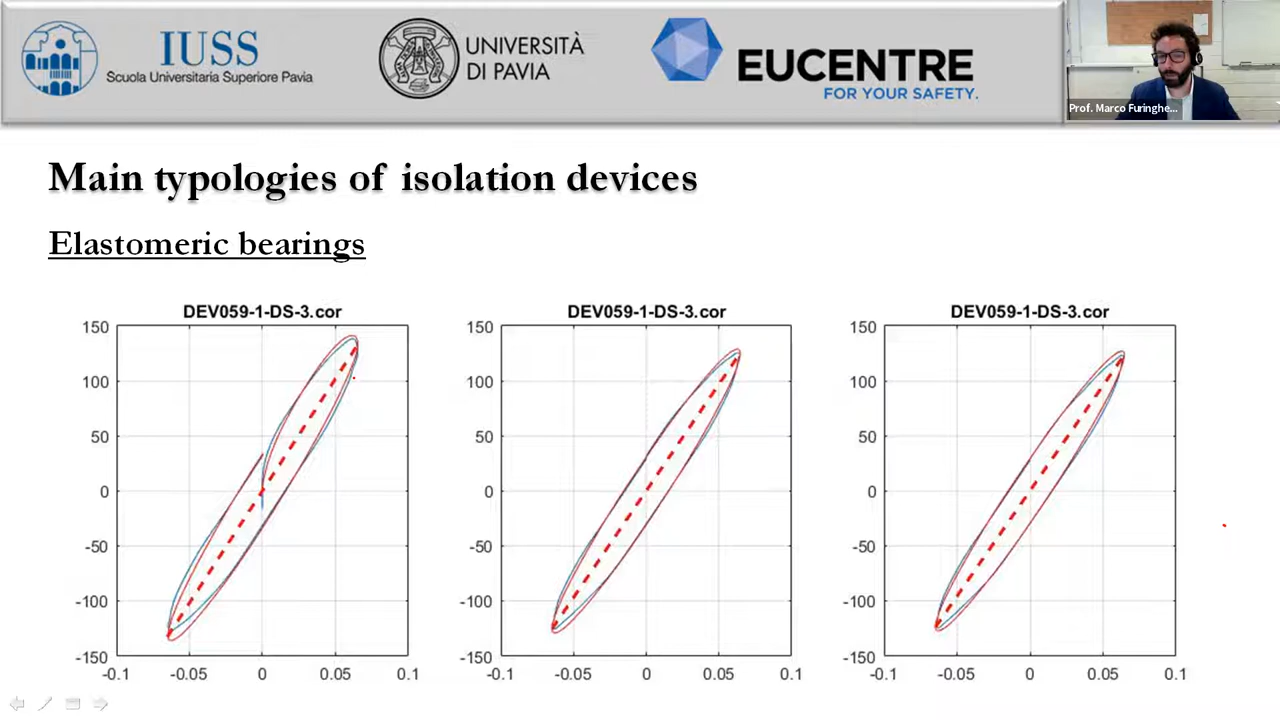 IUSS
Scuola Universitaria Superiore Pavia
UNIVERSITÀ
DI PAVIA
EUCENTRE
FOR YOUR SAFETY.
Prof. Marco Furinghe...
Main typologies of isolation devices
Elastomeric bearings
DEV059-1-DS-3.cor
150
100
50
0
-50
-100
-150
-0.1 -0.05 0 0.05 0.1
DEV059-1-DS-3.cor
150
100
50
0
-50
-100
-150
-0.1 -0.05 0 0.05 0.1
DEV059-1-DS-3.cor
150
100
50
0
-50
-100
-150
-0.1 -0.05 0 0.05 0.1